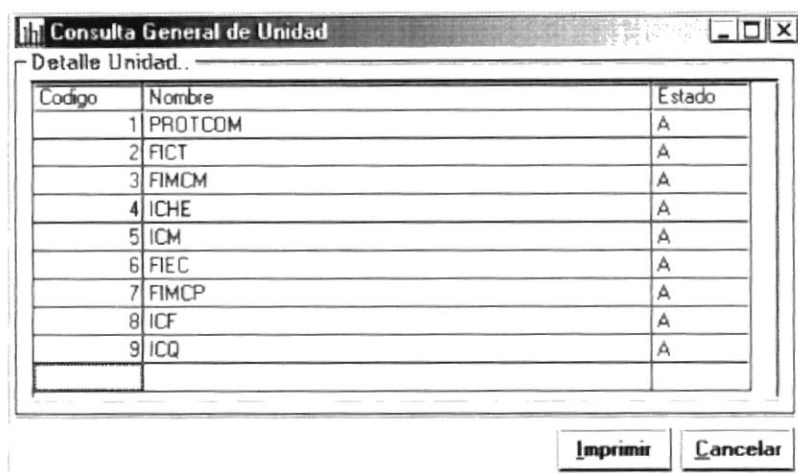 Consulta General de Unidad
Detalle Unidad..
Codigo Nombre Estado
1 PROTCOM A
2 FICT A
3 FIMCM A
4 ICHE A
5 ICM A
6 FIEC A
7 FIMCP A
8 ICF A
9 ICQ A
Imprimir Cancelar